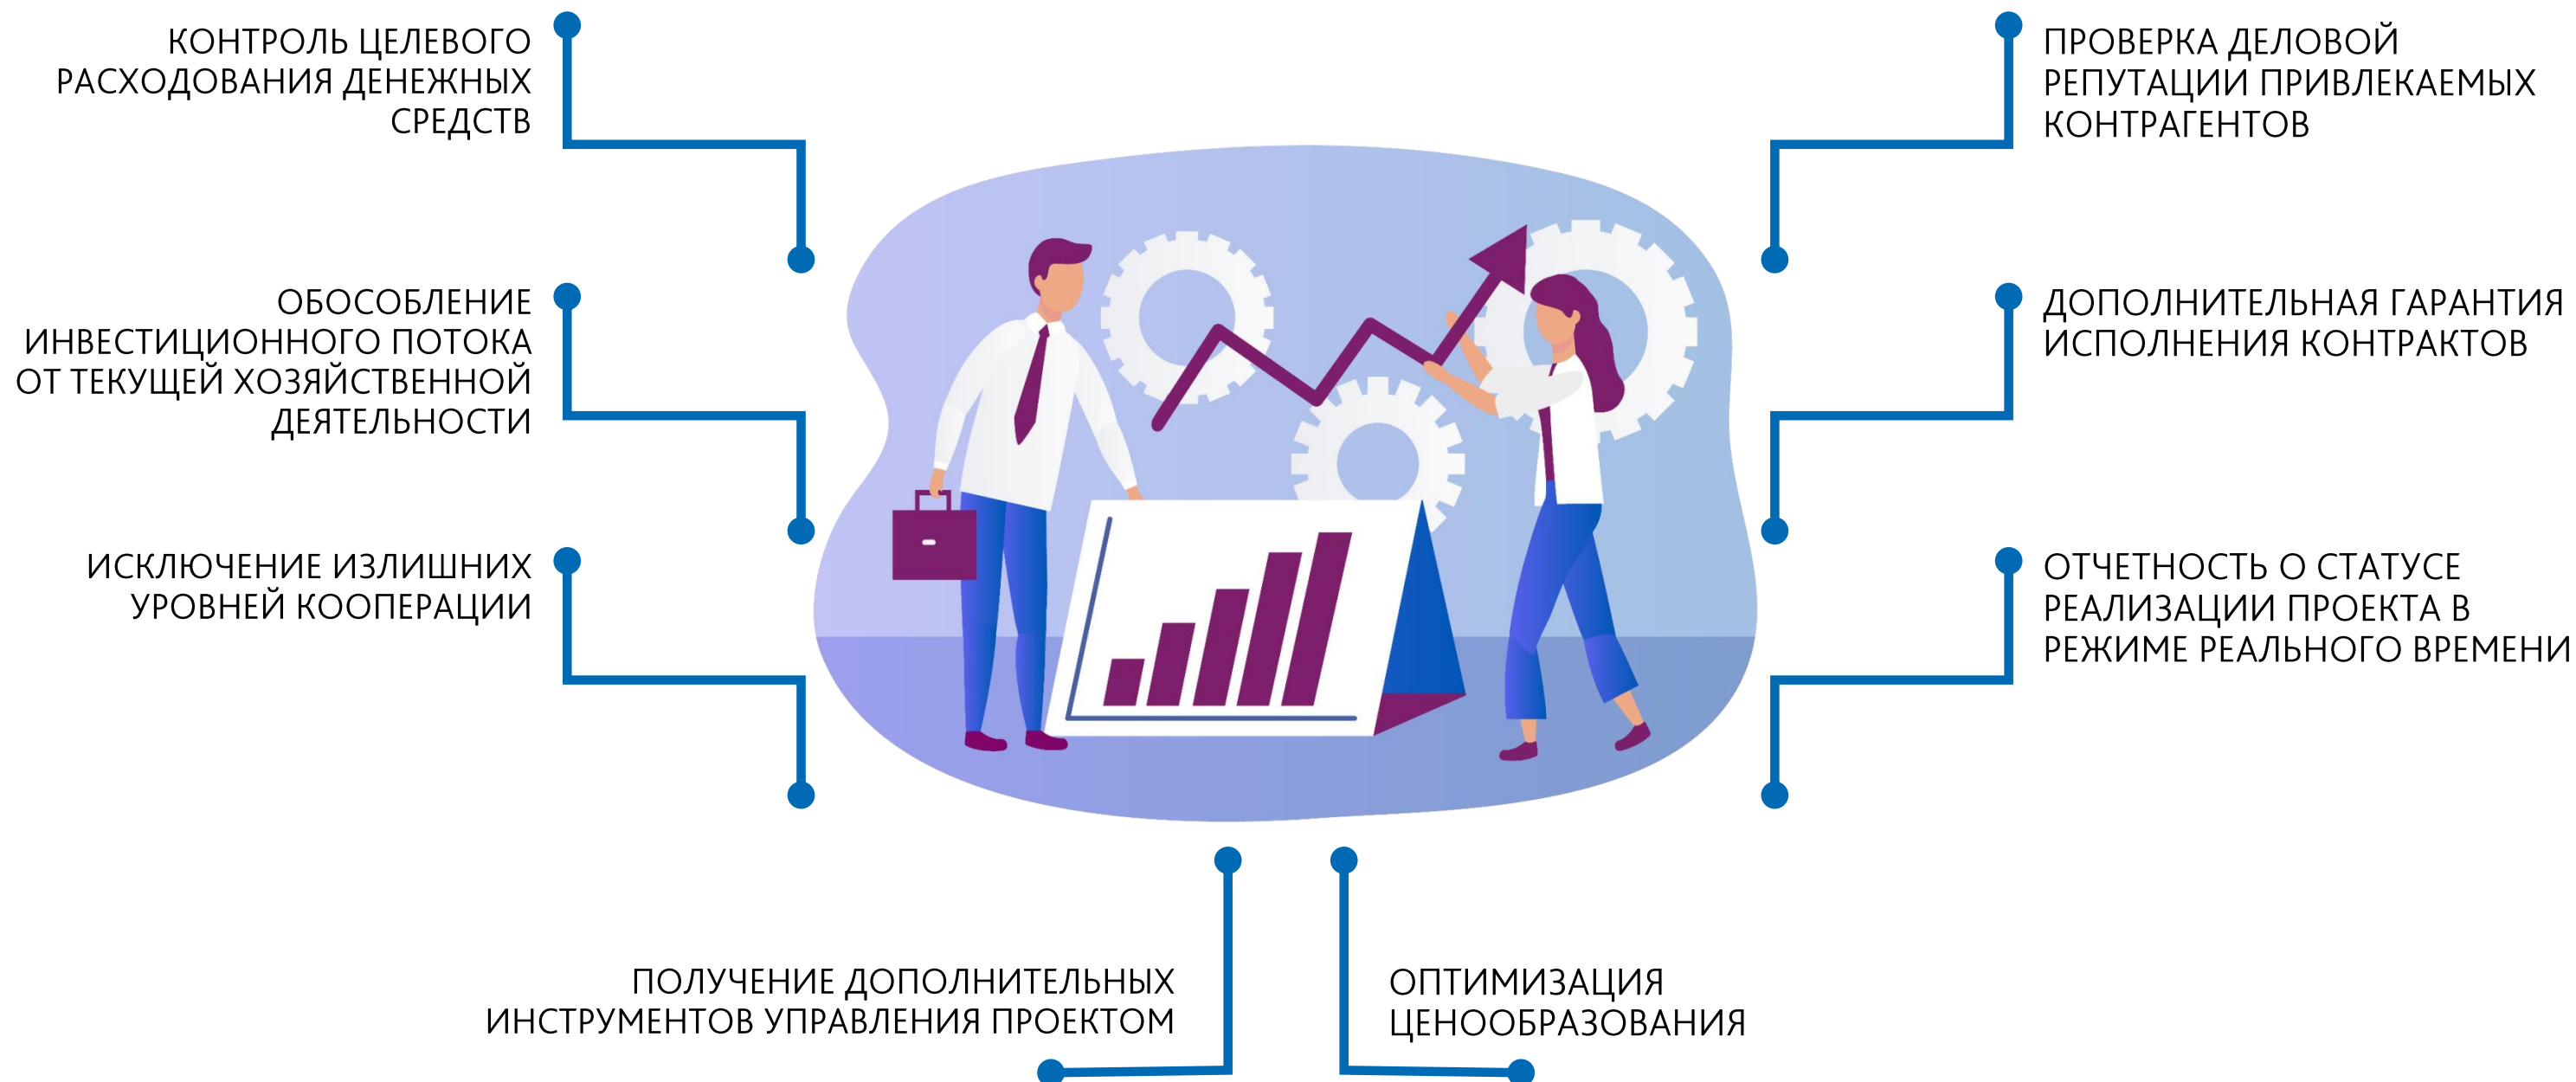 КОНТРОЛЬ ЦЕЛЕВОГО
РАСХОДОВАНИЯ ДЕНЕЖНЫХ
СРЕДСТВ
ОБОСОБЛЕНИЕ
ИНВЕСТИЦИОННОГО ПОТОКА
ОТ ТЕКУЩЕЙ ХОЗЯЙСТВЕННОЙ
ДЕЯТЕЛЬНОСТИ
ИСКЛЮЧЕНИЕ ИЗЛИШНИХ
УРОВНЕЙ КООПЕРАЦИИ
ПРОВЕРКА ДЕЛОВОЙ
РЕПУТАЦИИ ПРИВЛЕКАЕМЫХ
КОНТРАГЕНТОВ
ДОПОЛНИТЕЛЬНАЯ ГАРАНТИЯ
ИСПОЛНЕНИЯ КОНТРАКТОВ
ОТЧЕТНОСТЬ О СТАТУСЕ
РЕАЛИЗАЦИИ ПРОЕКТА В
РЕЖИМЕ РЕАЛЬНОГО ВРЕМЕНИ
ПОЛУЧЕНИЕ ДОПОЛНИТЕЛЬНЫХ
ИНСТРУМЕНТОВ УПРАВЛЕНИЯ ПРОЕКТОМ
ОПТИМИЗАЦИЯ
ЦЕНООБРАЗОВАНИЯ